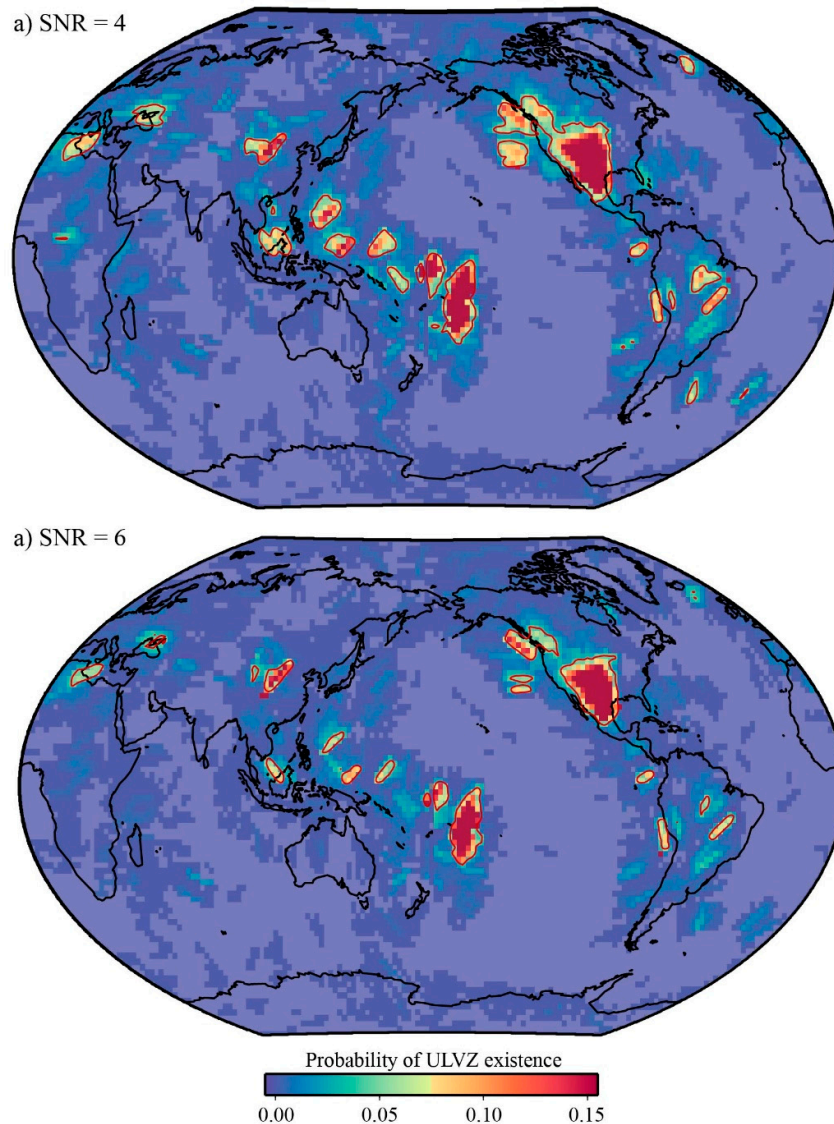 a) SNR = 4
a) SNR = 6
Probability of ULVZ existence
0.00 0.05 0.10 0.15